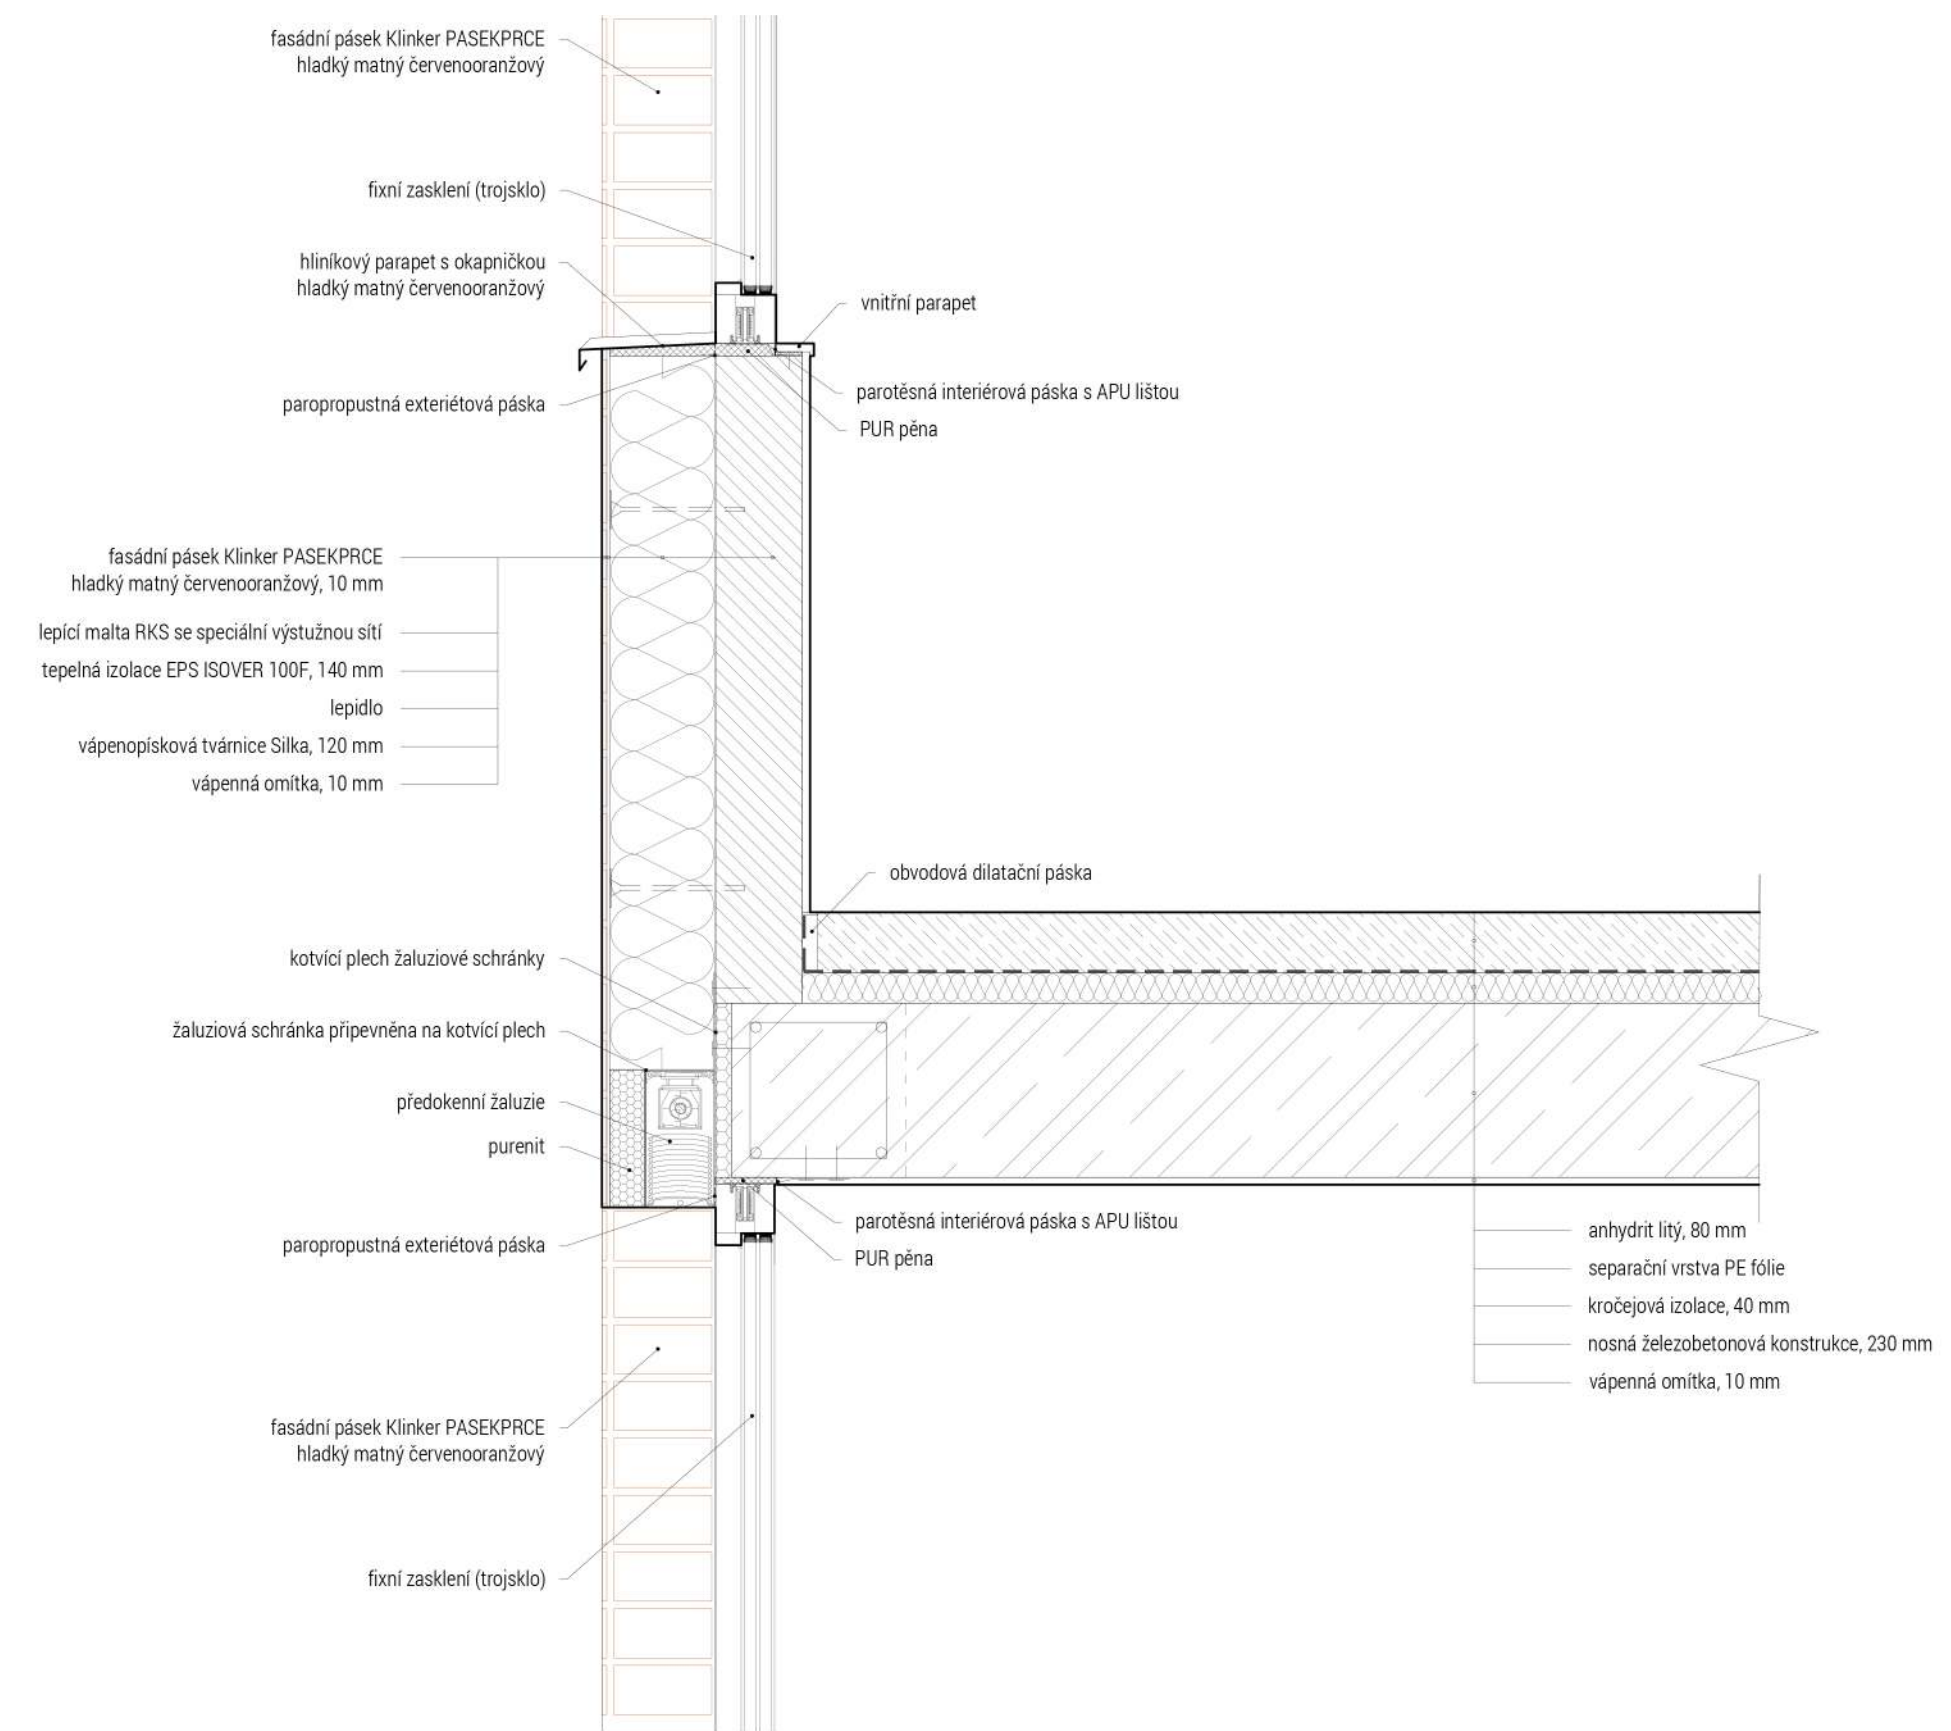 fasádní pásek Klinker PASEKPRCE
hladký matný červenooranžový
fixní zasklení (trojsklo)
hliníkový parapet s okapničkou
hladký matný červenooranžový
vnitřní parapet
paropropustná exteriétová páska
parotěsná interiérová páska s APU lištou
PUR pěna
fasádní pásek Klinker PASEKPRCE
hladký matný červenooranžový, 10 mm
lepící malta RKS se speciální výstužnou sítí
tepelná izolace EPS ISOVER 100F, 140 mm
lepidlo
vápenopísková tvárnice Silka, 120 mm
vápenná omítka, 10 mm
obvodová dilatační páska
kotvící plech žaluziové schránky
žaluziová schránka připevněna na kotvící plech
předokenní žaluzie
purenit
paropropustná exteriétová páska
parotěsná interiérová páska s APU lištou
PUR pěna
anhydrit litý, 80 mm
separační vrstva PE fólie
kročejová izolace, 40 mm
nosná železobetonová konstrukce, 230 mm
vápenná omítka, 10 mm
fasádní pásek Klinker PASEKPRCE
hladký matný červenooranžový
fixní zasklení (trojsklo)